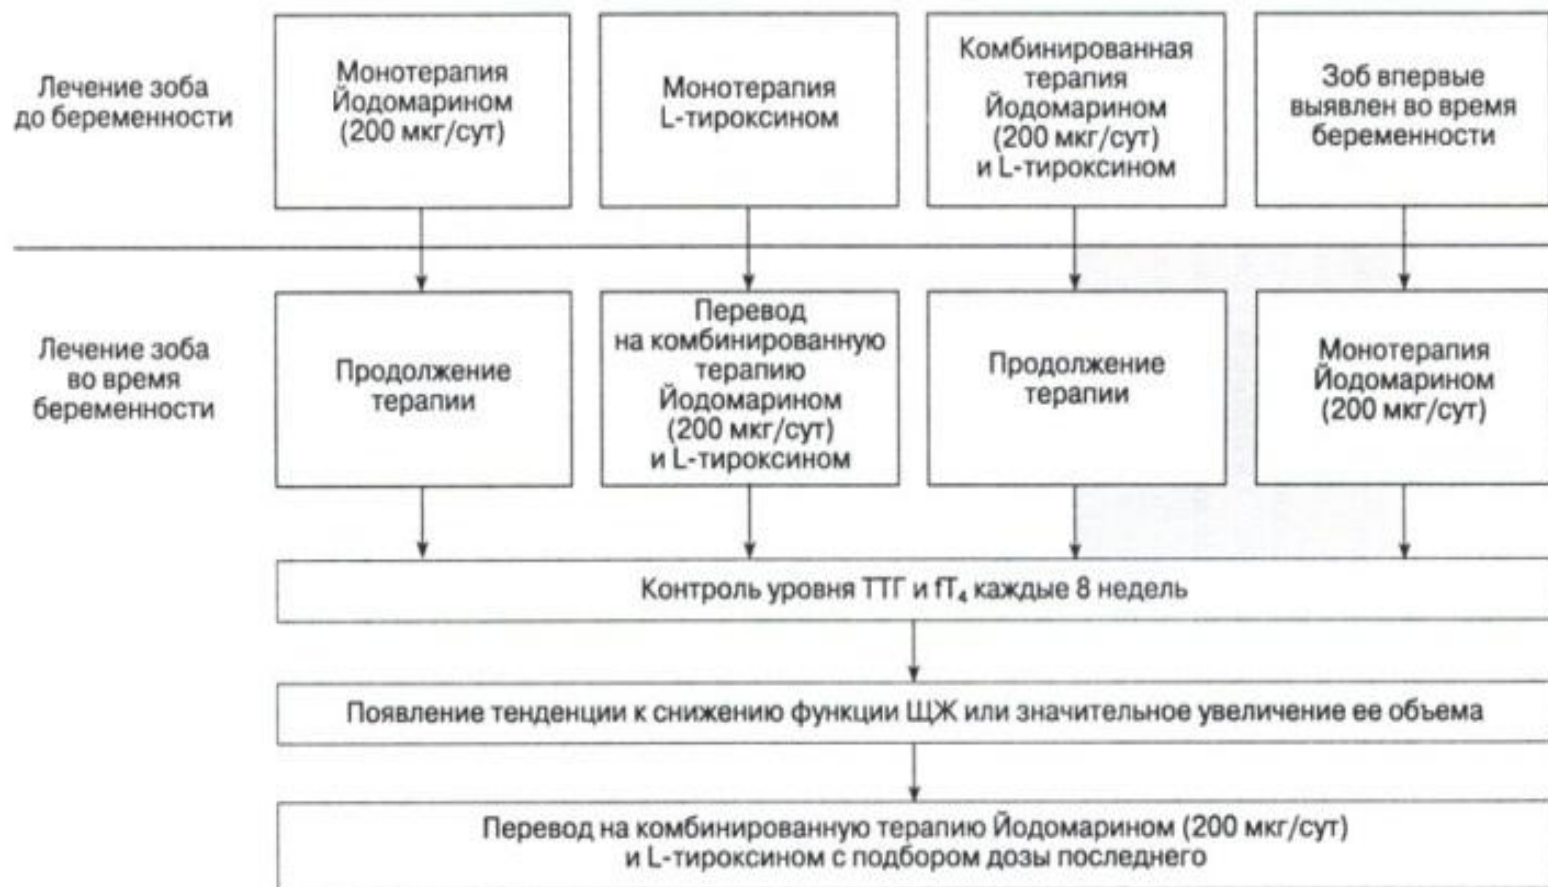 Лечение зоба
до беременности
Монотерапия
Йодомарином
(200 мкг/сут)
Монотерапия
L-тироксином
Комбинированная
терапия
Йодомарином
(200 мкг/сут)
и L-тироксином
Зоб впервые
выявлен во время
беременности
Лечение зоба
во время
беременности
Продолжение
терапии
Перевод
на комбинированную
терапию
Йодомарином
(200 мкг/сут)
и L-тироксином
Продолжение
терапии
Монотерапия
Йодомарином
(200 мкг/сут)
Контроль уровня ТТГ и fT₄ каждые 8 недель
Появление тенденции к снижению функции ЩЖ или значительное увеличение ее объема
Перевод на комбинированную терапию Йодомарином (200 мкг/сут)
и L-тироксином с подбором дозы последнего